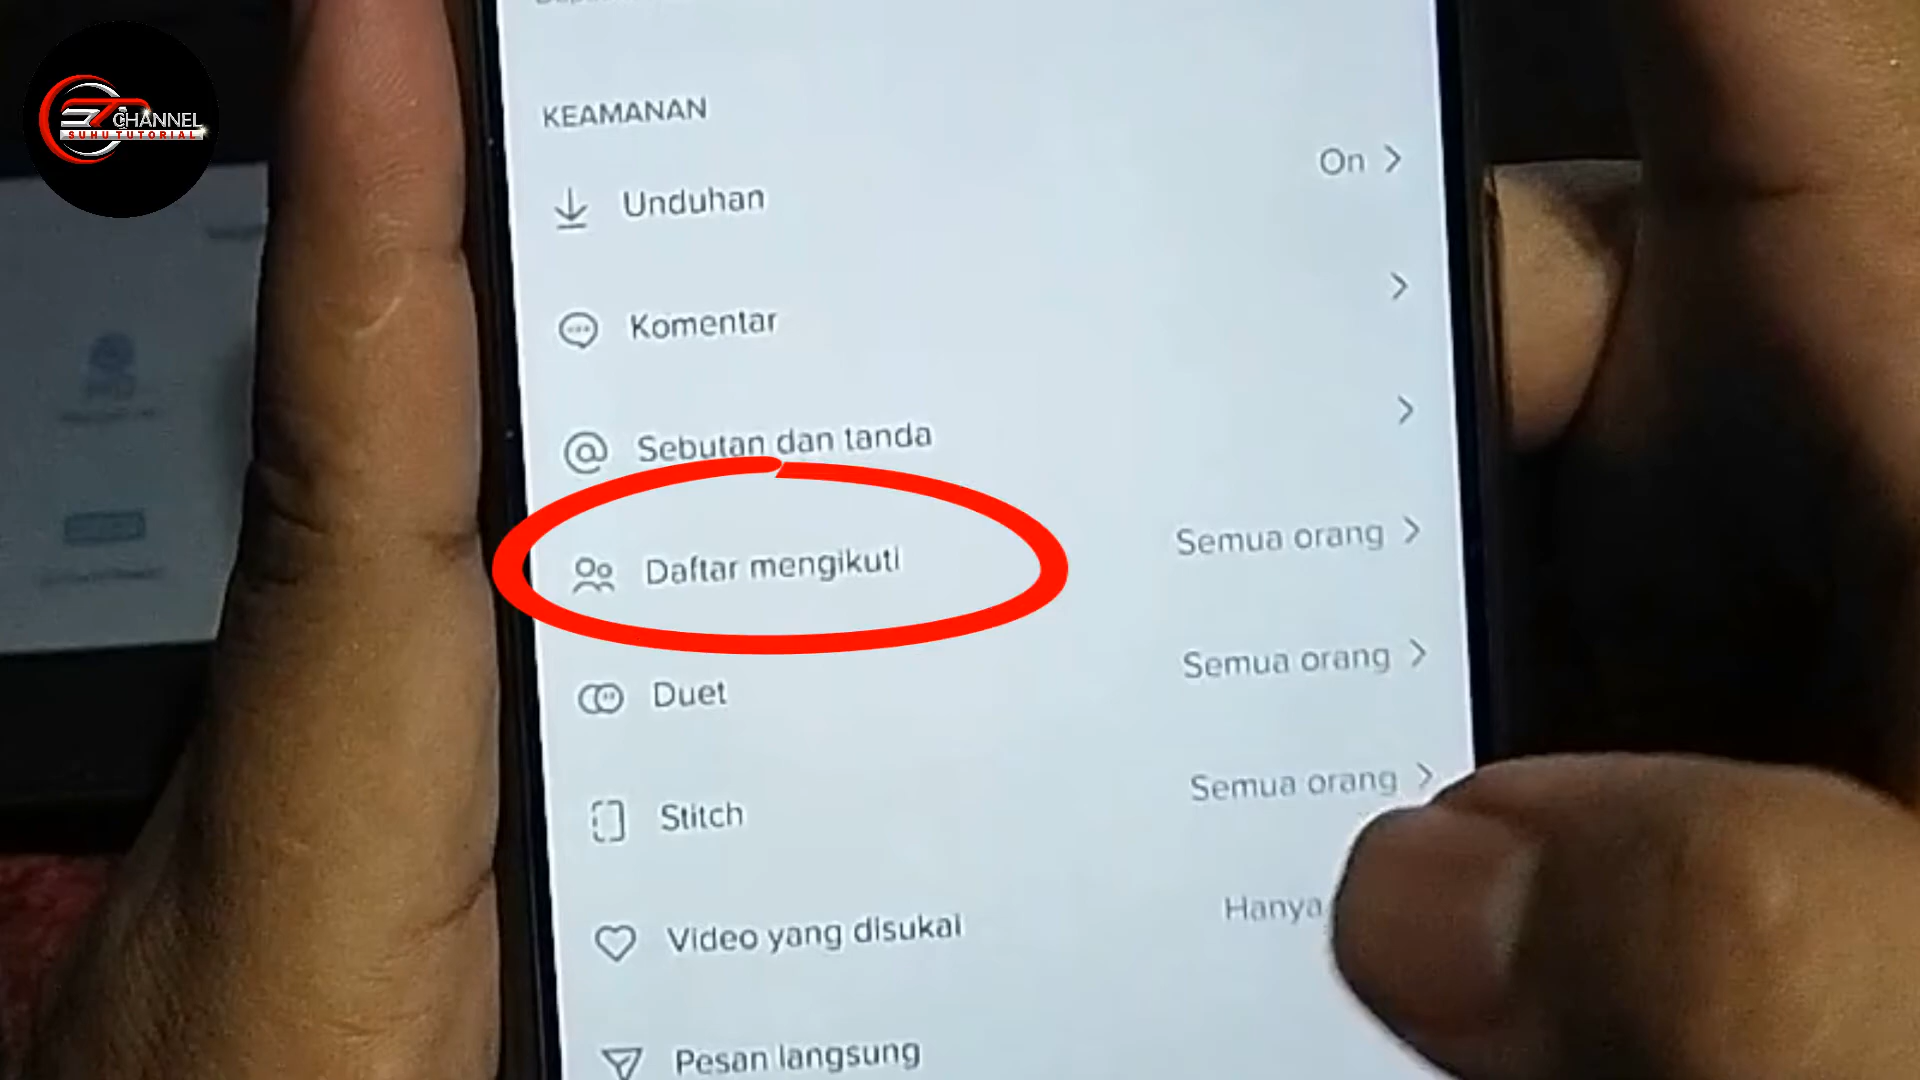 CHANNEL
SUHU TUTORIAL
KEAMANAN
Unduhan
On
Komentar
Sebutan dan tanda
Daftar mengikuti
Semua orang
Duet
Semua orang
Stitch
Semua orang
Video yang disukai
Hanya
Pesan langsung